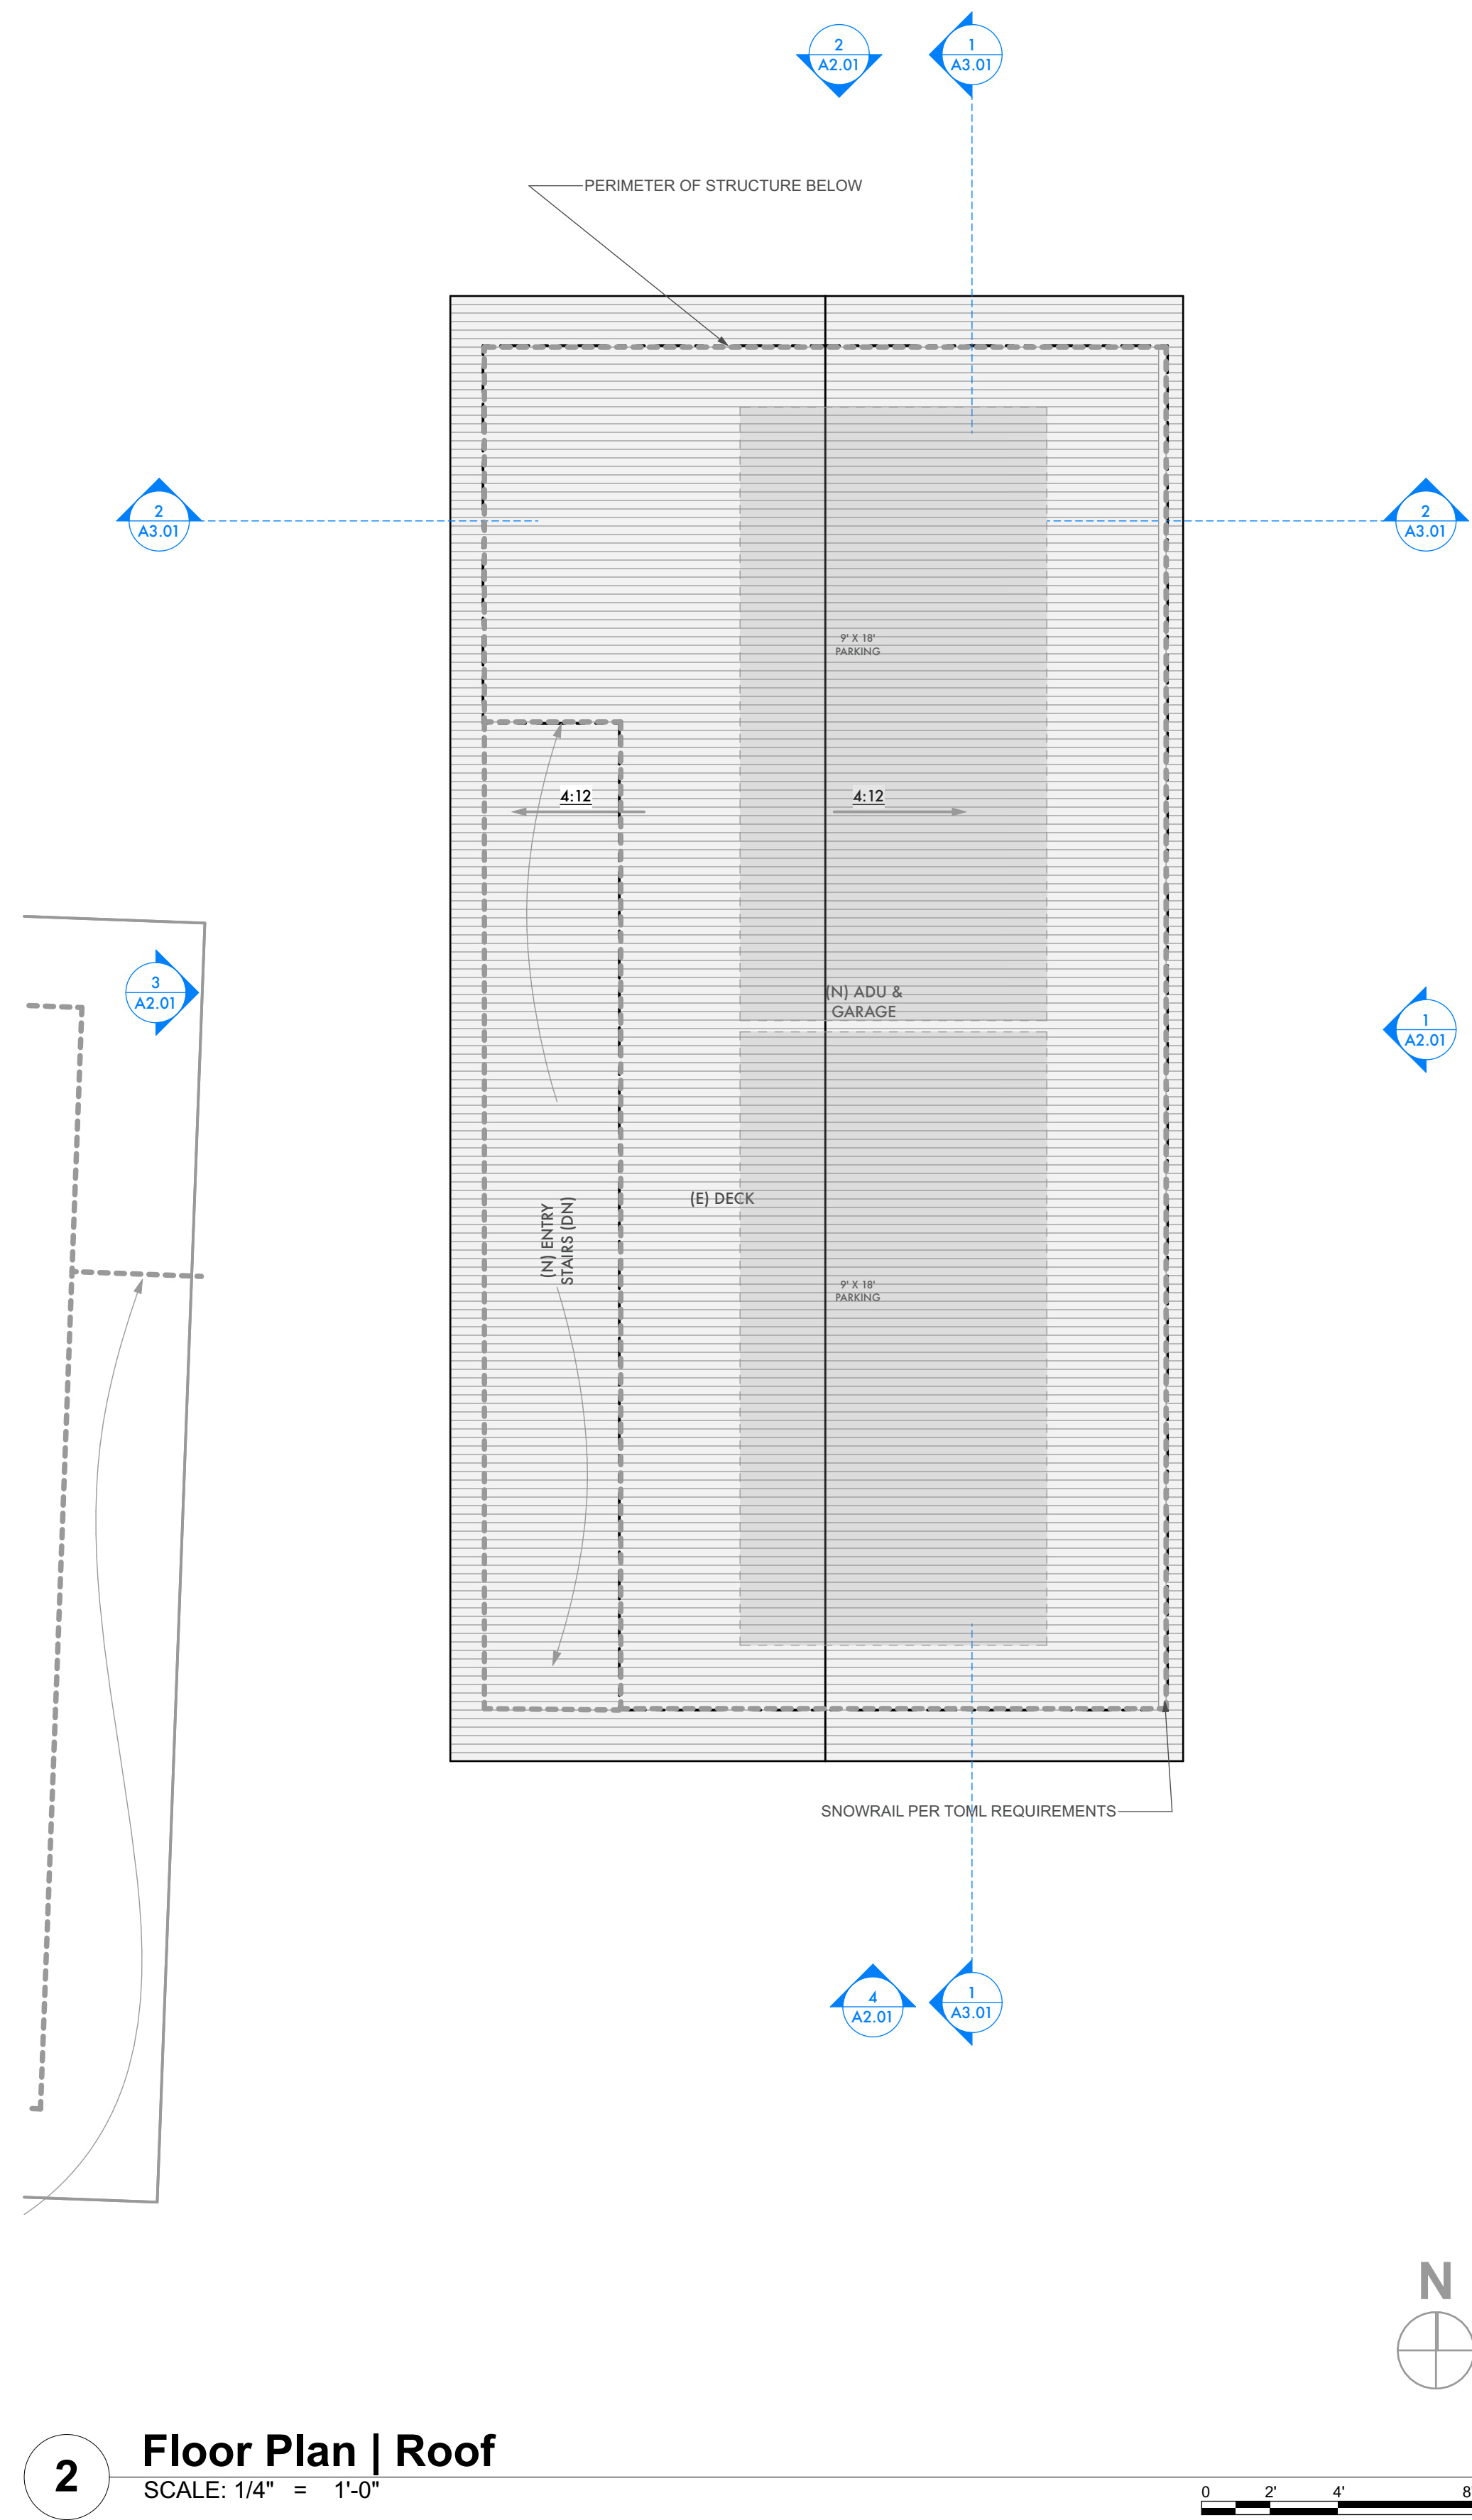 2
A2.01
1
A3.01
PERIMETER OF STRUCTURE BELOW
2
A3.01
2
A3.01
9' X 18'
PARKING
4:12
4:12
3
A2.01
(N) ADU &
GARAGE
1
A2.01
(E) DECK
(N) ENTRY
STAIRS (DN)
9' X 18'
PARKING
SNOWRAIL PER TOML REQUIREMENTS
4
A2.01
1
A3.01
N
2
Floor Plan | Roof
SCALE: 1/4" = 1'-0"
0 2' 4' 8